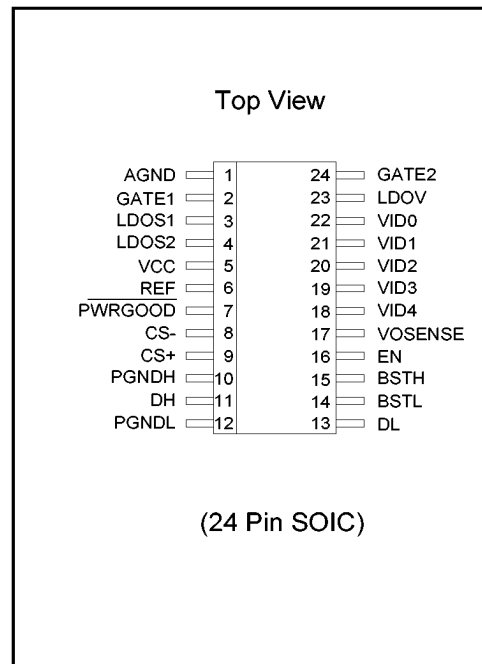 Top View
AGND 1 24 GATE2
GATE1 2 23 LDOV
LDOS1 3 22 VID0
LDOS2 4 21 VID1
VCC 5 20 VID2
REF 6 19 VID3
PWRGOOD 7 18 VID4
CS- 8 17 VOSENSE
CS+ 9 16 EN
PGNDH 10 15 BSTH
DH 11 14 BSTL
PGNDL 12 13 DL
(24 Pin SOIC)